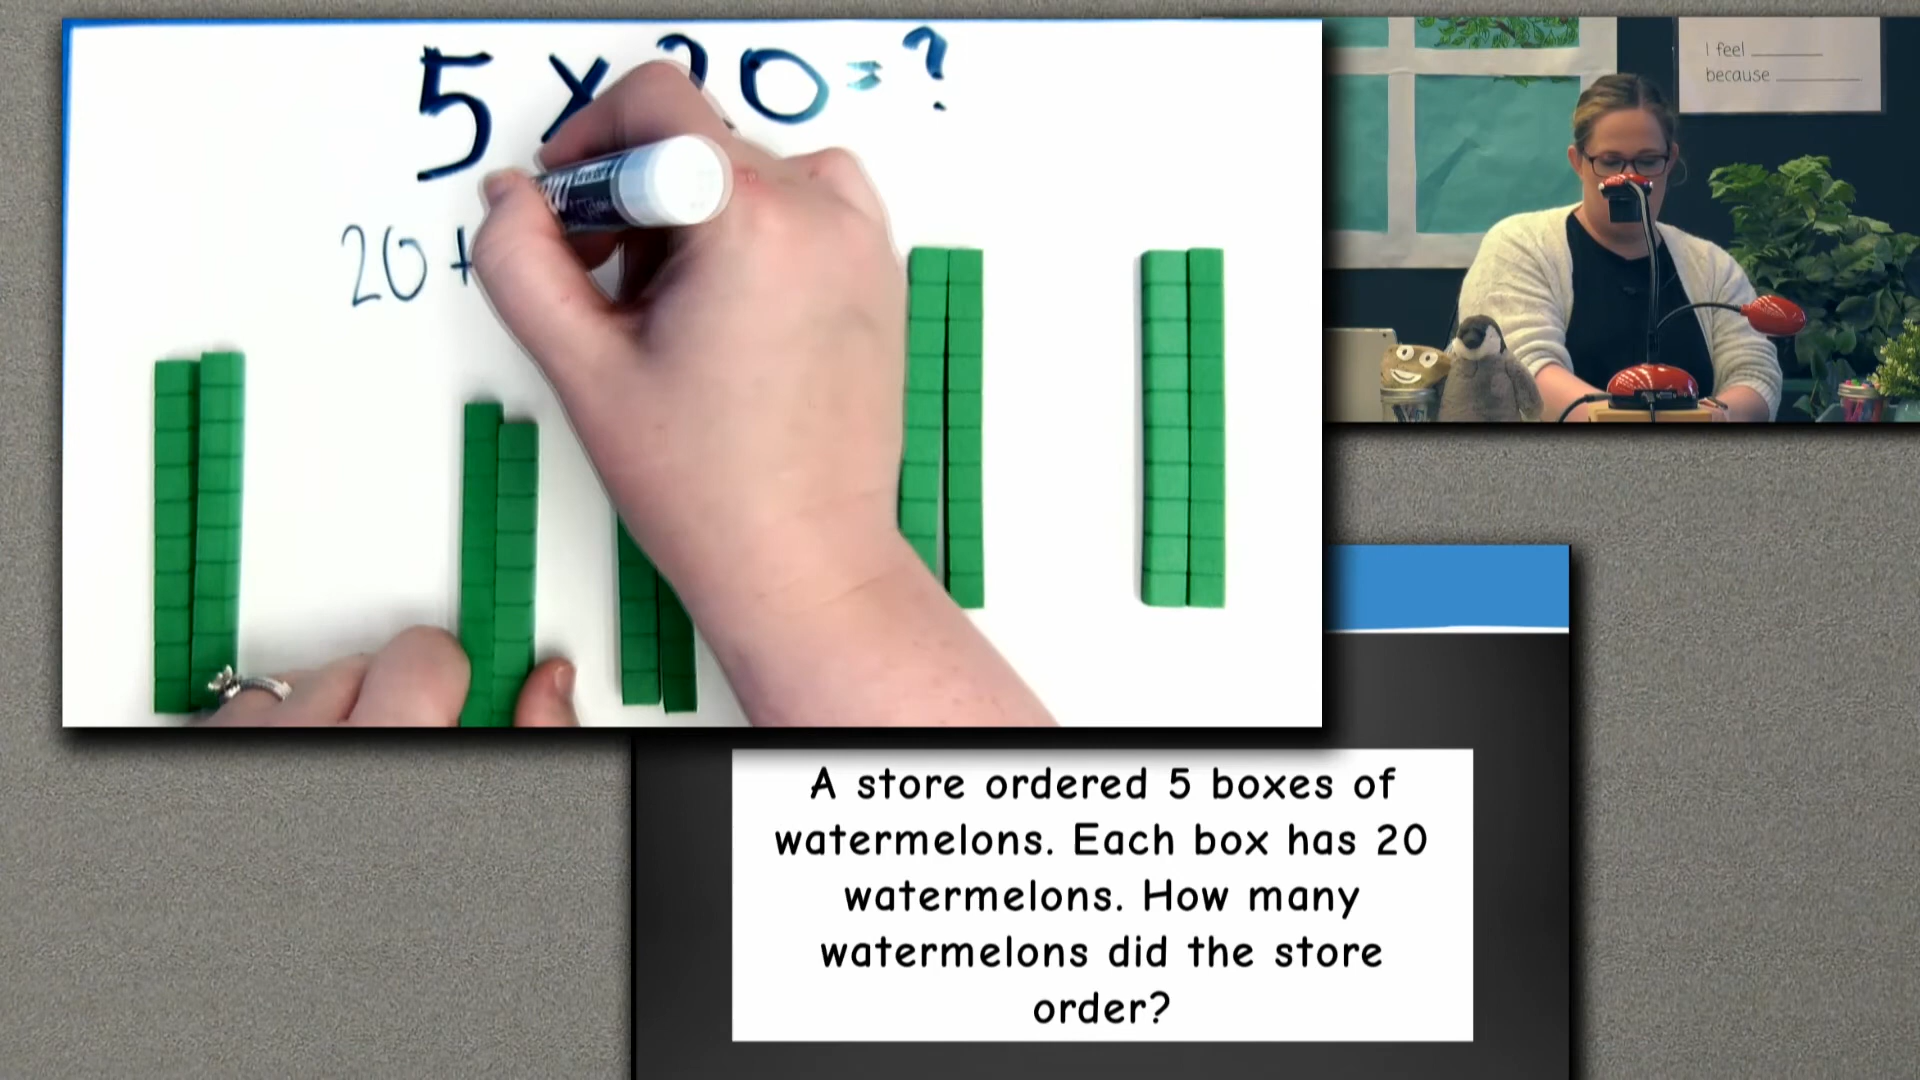 5 x 20 = ?
20 +
I feel
because
A store ordered 5 boxes of
watermelons. Each box has 20
watermelons. How many
watermelons did the store
order?